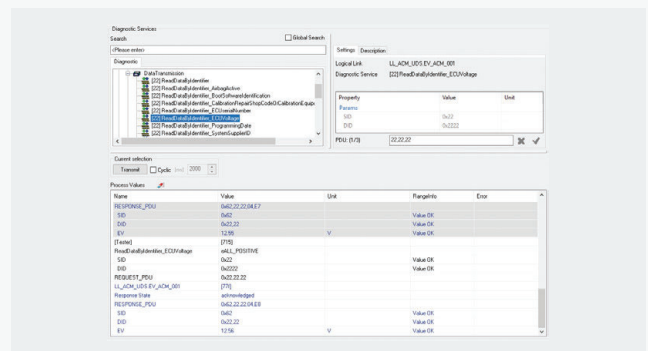 Diagnostic Services
Search
Global Search
<Please enter>
Diagnostic
DataTransmission
[22] ReadDataByIdentifier
[22] ReadDataByIdentifier_AirbagActive
[22] ReadDataByIdentifier_BootSoftwareIdentification
[22] ReadDataByIdentifier_CalibrationRepairShopCodeOrCalibrationEquip
[22] ReadDataByIdentifier_ECUserialNumber
[22] ReadDataByIdentifier_ECUVoltage
[22] ReadDataByIdentifier_ProgrammingDate
[22] ReadDataByIdentifier_SystemSupplierID
Settings Description
Logical Link LL_ACM_UDS.EV_ACM_001
Diagnostic Service [22] ReadDataByIdentifier_ECUVoltage
Property Value Unit
Params
SID 0x22
DID 0x2222
PDU: (1/3) 22,22,22
Current selection
Transmit Cyclic [ms] 2000
Process Values
Name Value Unit RangeInfo Error
RESPONSE_PDU 0x62,22,22,04,E7
SID 0x62 Value OK
DID 0x22,22 Value OK
EV 12.55 V Value OK
[Tester] [715]
ReadDataByIdentifier_ECUVoltage eALL_POSITIVE
SID 0x22 Value OK
DID 0x2222 Value OK
REQUEST_PDU 0x22,22,22
LL_ACM_UDS.EV_ACM_001 [77F]
Response State acknowledged
RESPONSE_PDU 0x62,22,22,04,E8
SID 0x62 Value OK
DID 0x22,22 Value OK
EV 12.56 V Value OK